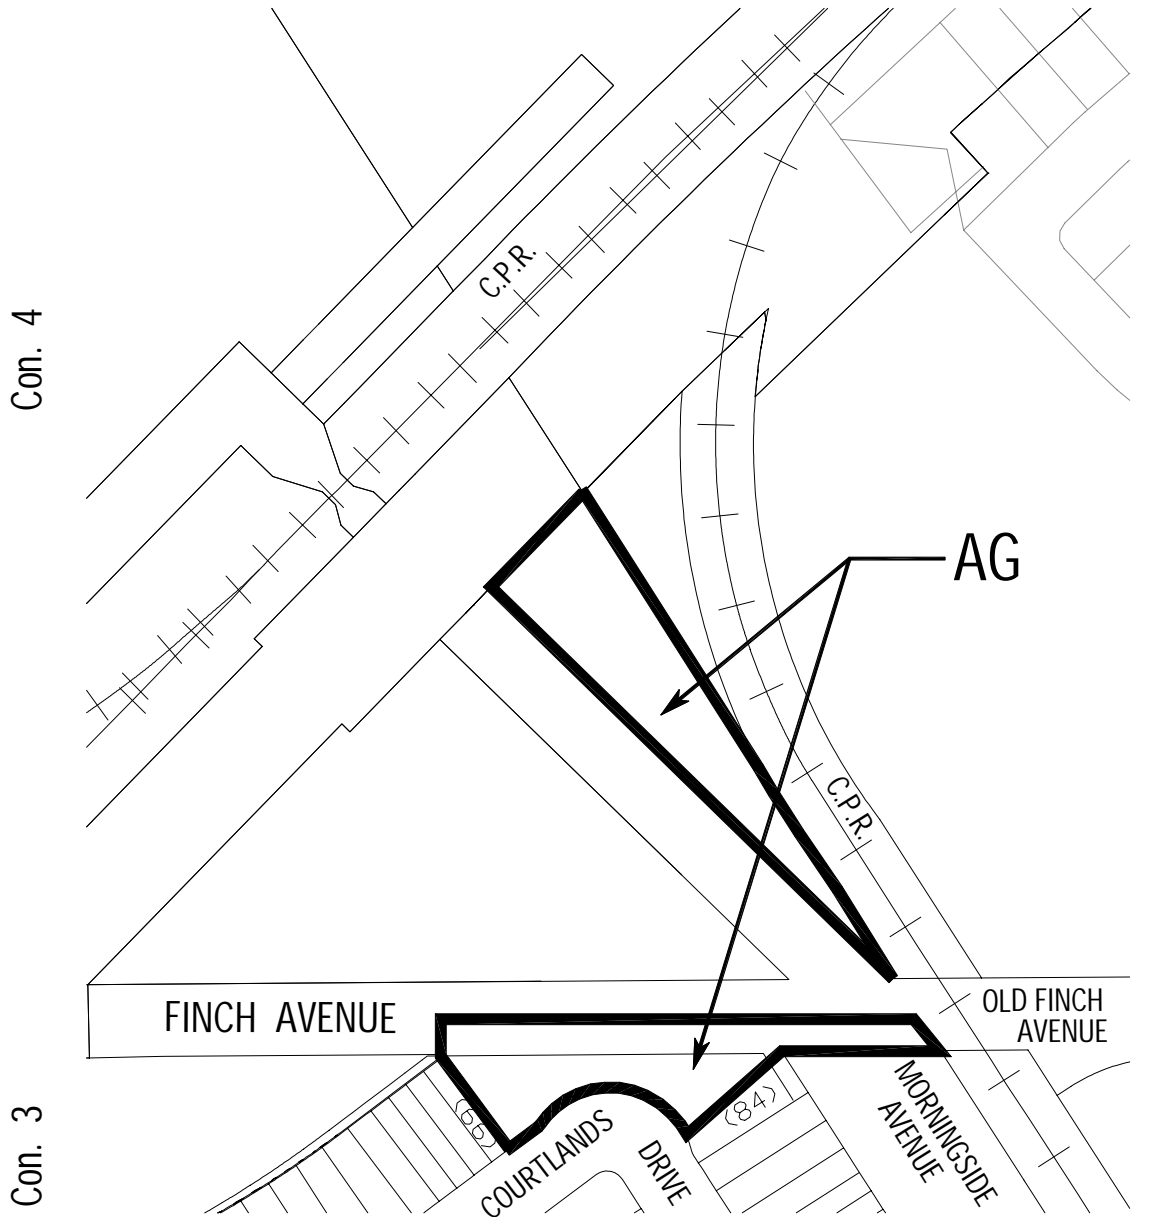 Con. 4
C.P.R.
AG
C.P.R.
FINCH AVENUE
OLD FINCH
AVENUE
Con. 3
(66)
(84)
COURTLANDS
DRIVE
MORNINGSIDE
AVENUE